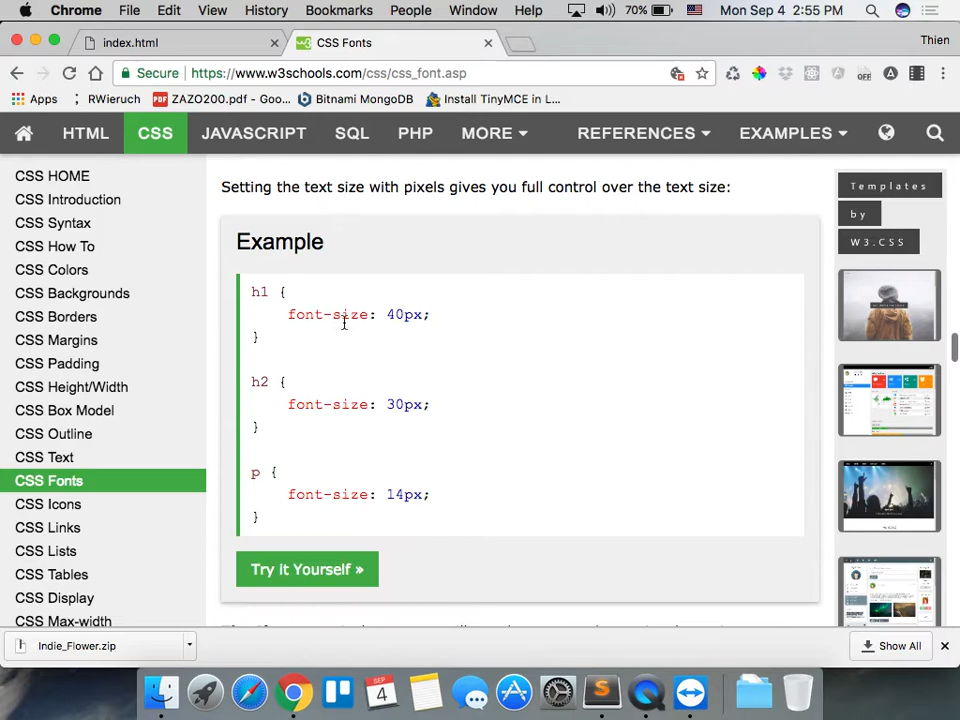 Chrome File Edit View History Bookmarks People Window Help 70% Mon Sep 4 2:55 PM
index.html CSS Fonts Thien
Secure https://www.w3schools.com/css/css_font.asp
Apps RWieruch ZAZO200.pdf - Goo... Bitnami MongoDB Install TinyMCE in L...
HTML CSS JAVASCRIPT SQL PHP MORE REFERENCES EXAMPLES
CSS HOME
CSS Introduction
CSS Syntax
CSS How To
CSS Colors
CSS Backgrounds
CSS Borders
CSS Margins
CSS Padding
CSS Height/Width
CSS Box Model
CSS Outline
CSS Text
CSS Fonts
CSS Icons
CSS Links
CSS Lists
CSS Tables
CSS Display
CSS Max-width
Setting the text size with pixels gives you full control over the text size:
Example
h1 {
font-size: 40px;
}
h2 {
font-size: 30px;
}
p {
font-size: 14px;
}
Try it Yourself »
Templates
by
W3.CSS
Indie_Flower.zip
Show All
SEP
4